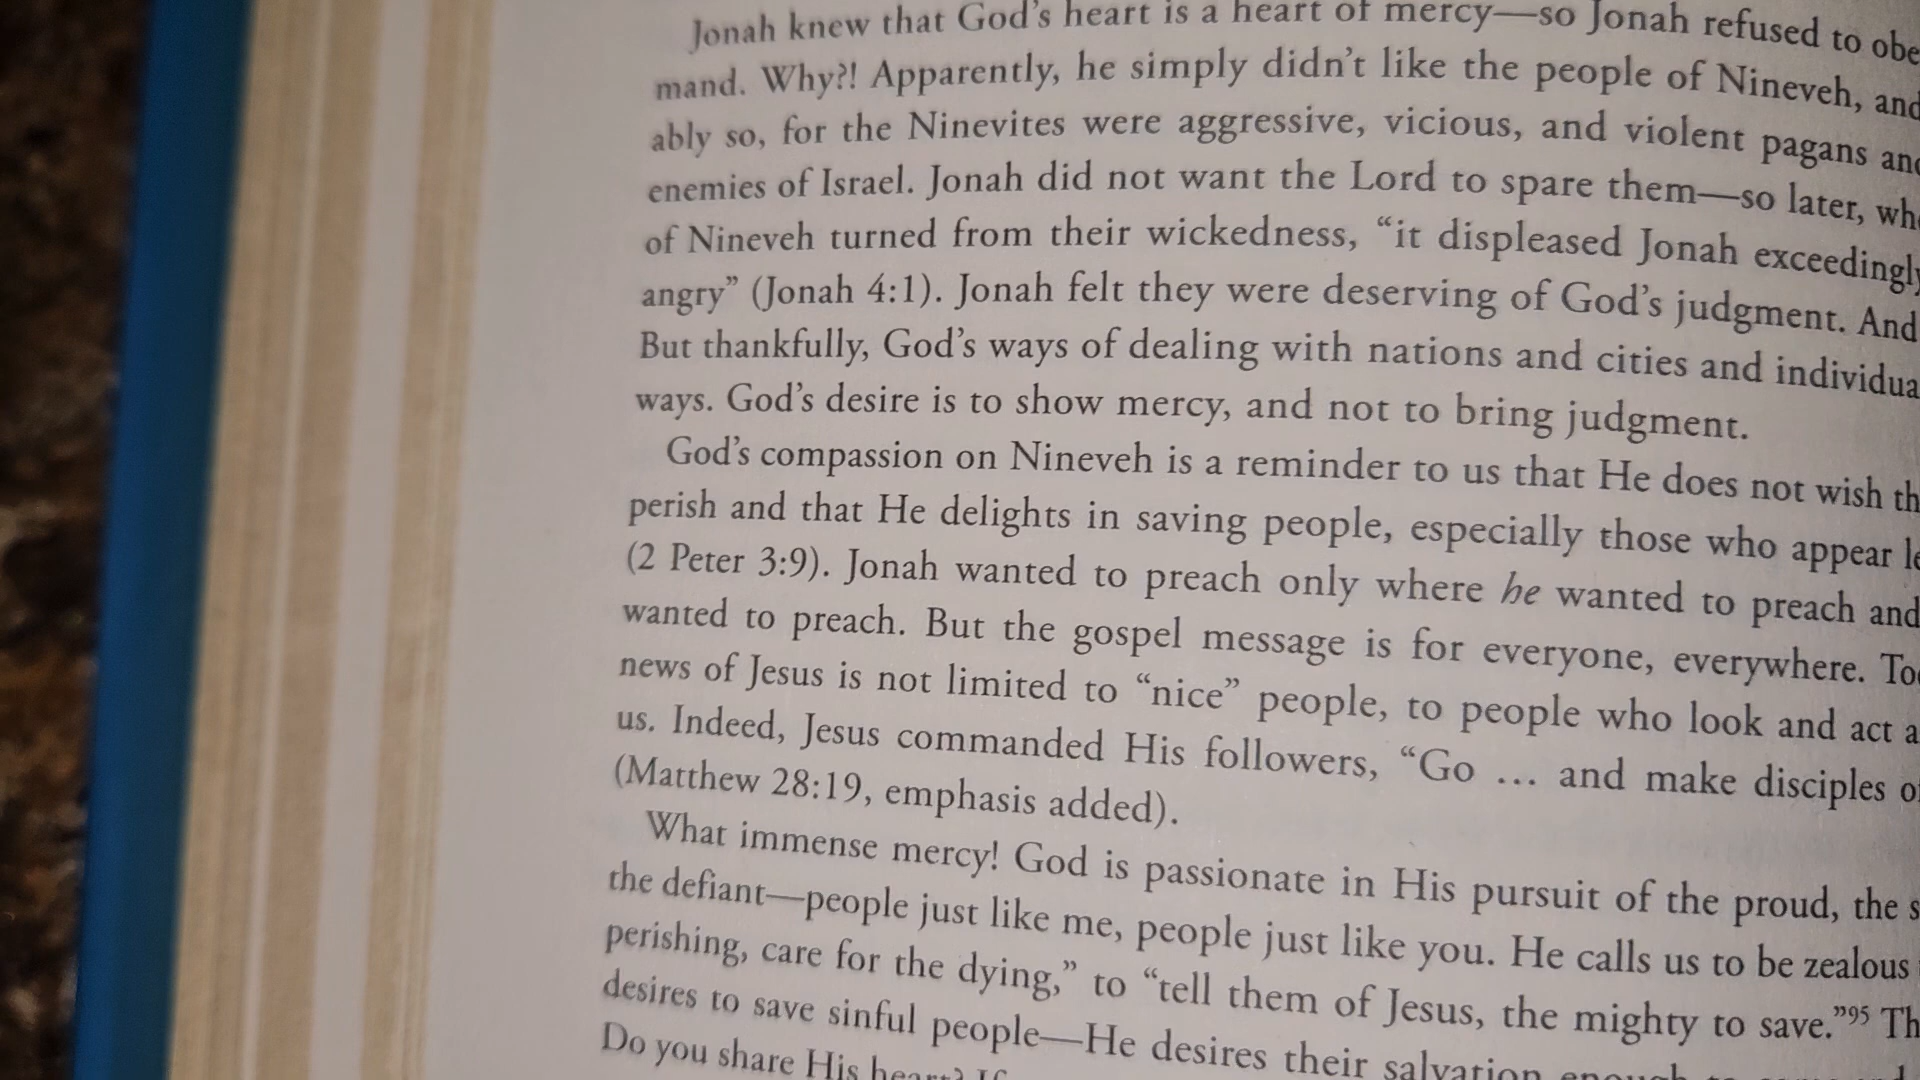 Jonah knew that God's heart is a heart of mercy—so Jonah refused to obe
mand. Why?! Apparently, he simply didn't like the people of Nineveh, and
ably so, for the Ninevites were aggressive, vicious, and violent pagans and
enemies of Israel. Jonah did not want the Lord to spare them—so later, whe
of Nineveh turned from their wickedness, “it displeased Jonah exceedingly
angry” (Jonah 4:1). Jonah felt they were deserving of God's judgment. And
But thankfully, God's ways of dealing with nations and cities and individua
ways. God's desire is to show mercy, and not to bring judgment.
God's compassion on Nineveh is a reminder to us that He does not wish th
perish and that He delights in saving people, especially those who appear le
(2 Peter 3:9). Jonah wanted to preach only where he wanted to preach and
wanted to preach. But the gospel message is for everyone, everywhere. To
news of Jesus is not limited to “nice” people, to people who look and act a
us. Indeed, Jesus commanded His followers, “Go … and make disciples of
(Matthew 28:19, emphasis added).
What immense mercy! God is passionate in His pursuit of the proud, the s
the defiant—people just like me, people just like you. He calls us to be zealous
perishing, care for the dying,” to “tell them of Jesus, the mighty to save.”95 Th
desires to save sinful people—He desires their salvation enough to
Do you share His heart? If